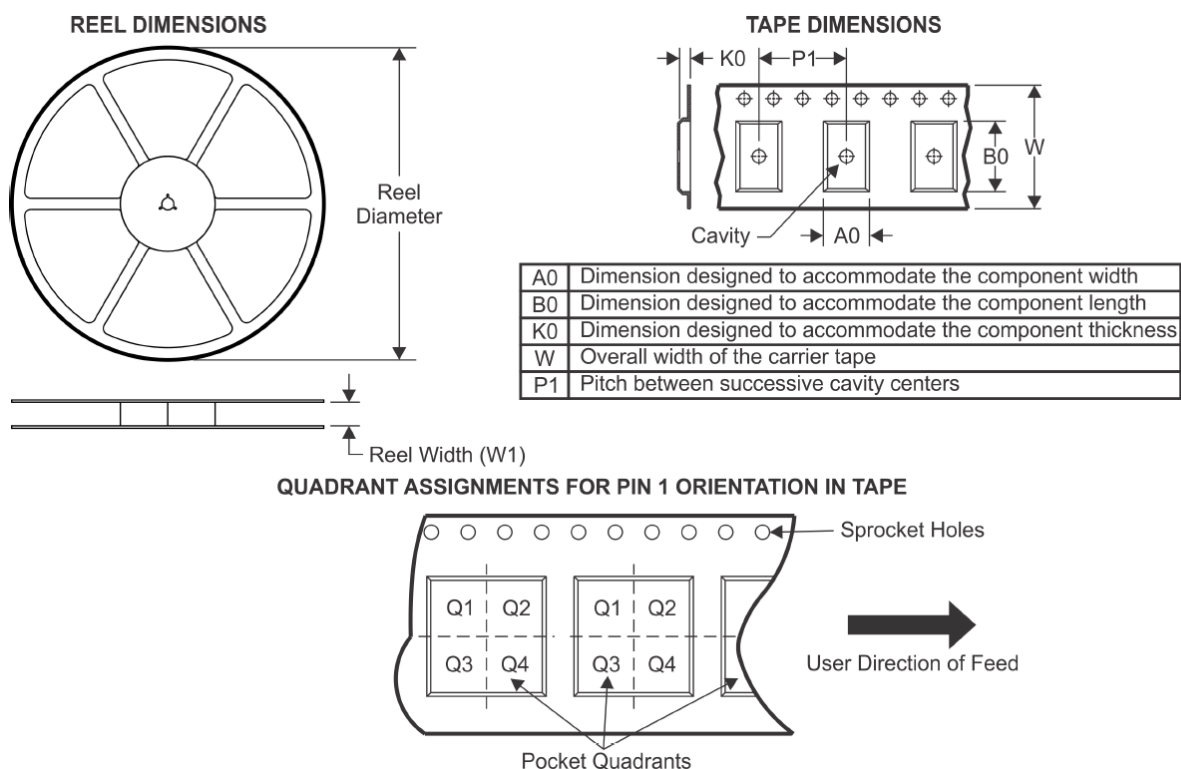 REEL DIMENSIONS
Reel
Diameter
Reel Width (W1)
TAPE DIMENSIONS
K0
P1
B0
W
Cavity
A0
A0 Dimension designed to accommodate the component width
B0 Dimension designed to accommodate the component length
K0 Dimension designed to accommodate the component thickness
W Overall width of the carrier tape
P1 Pitch between successive cavity centers
QUADRANT ASSIGNMENTS FOR PIN 1 ORIENTATION IN TAPE
Sprocket Holes
Q1 Q2 Q1 Q2
Q3 Q4 Q3 Q4
User Direction of Feed
Pocket Quadrants